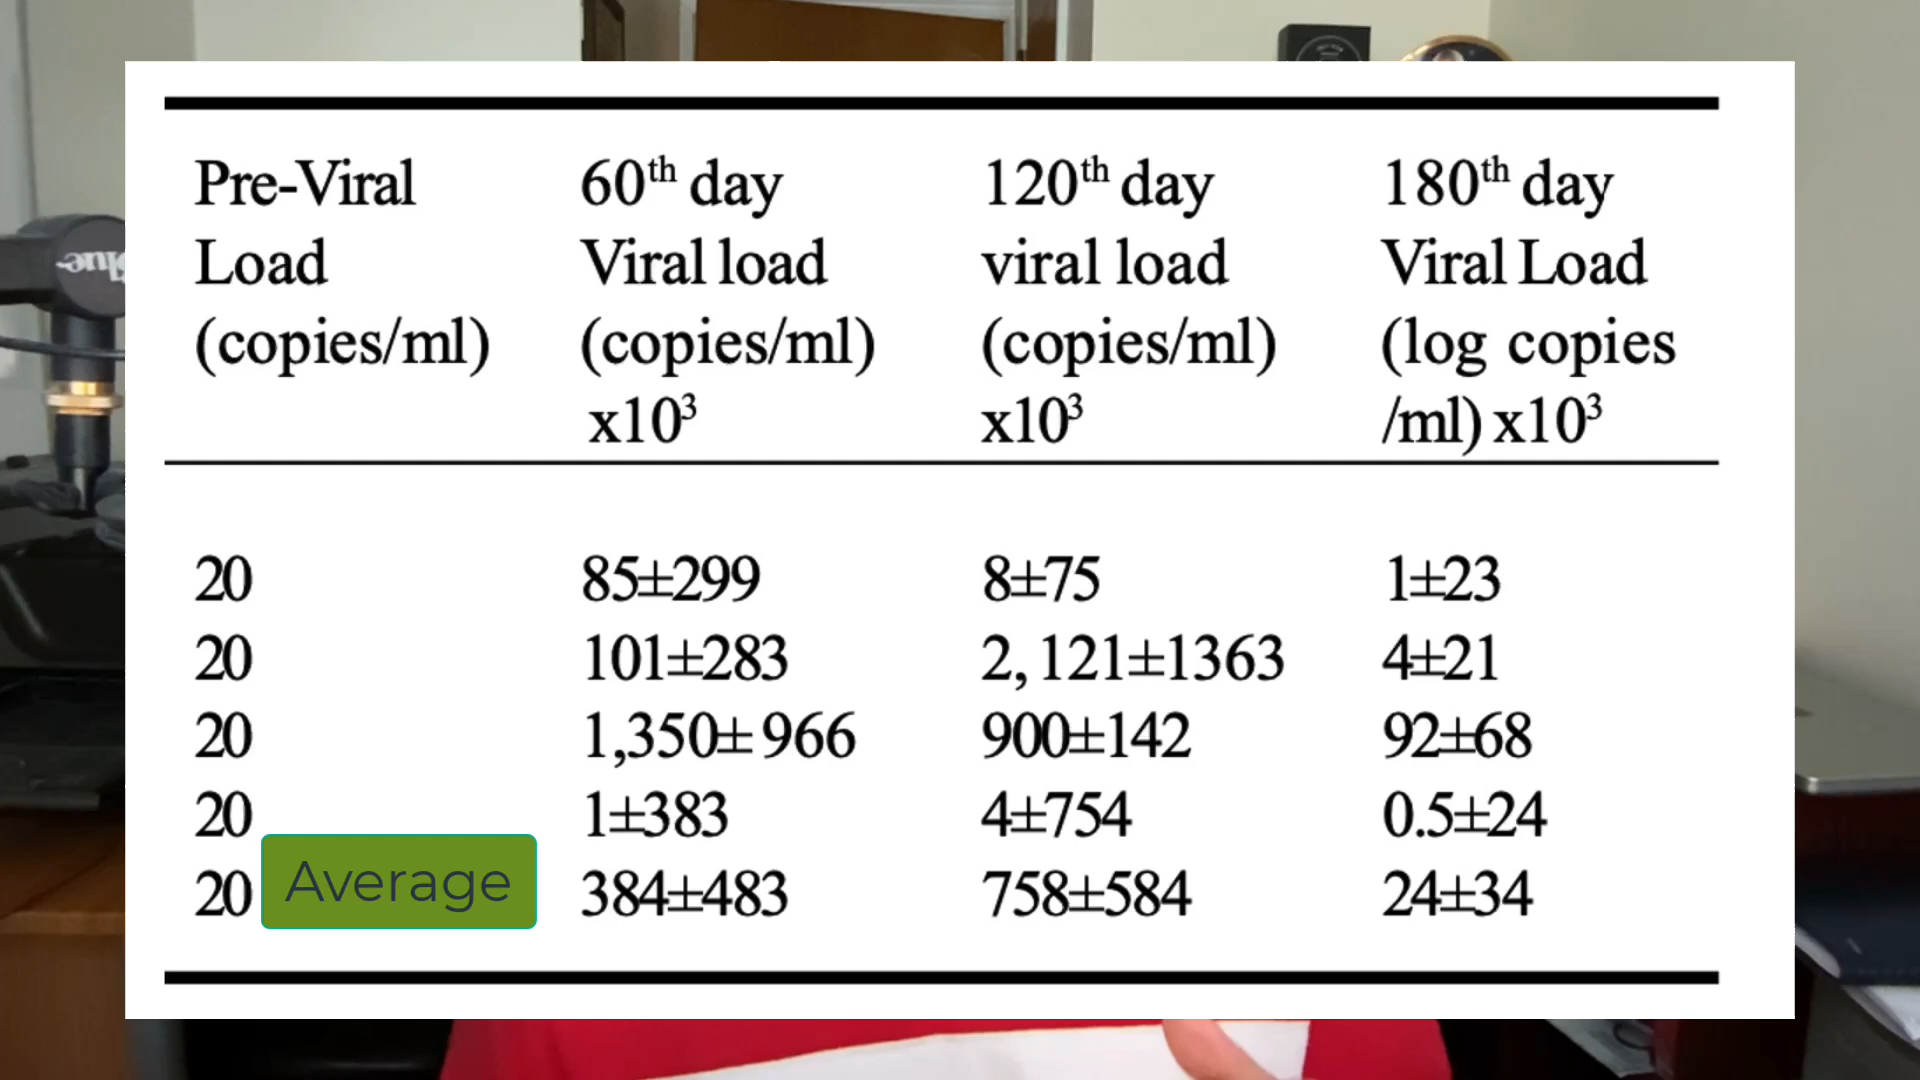 Pre-Viral Load (copies/ml) 60th day Viral load (copies/ml) x10³ 120th day viral load (copies/ml) x10³ 180th day Viral Load (log copies /ml) x10³
20 85±299 8±75 1±23
20 101±283 2, 121±1363 4±21
20 1,350±966 900±142 92±68
20 1±383 4±754 0.5±24
20 Average 384±483 758±584 24±34